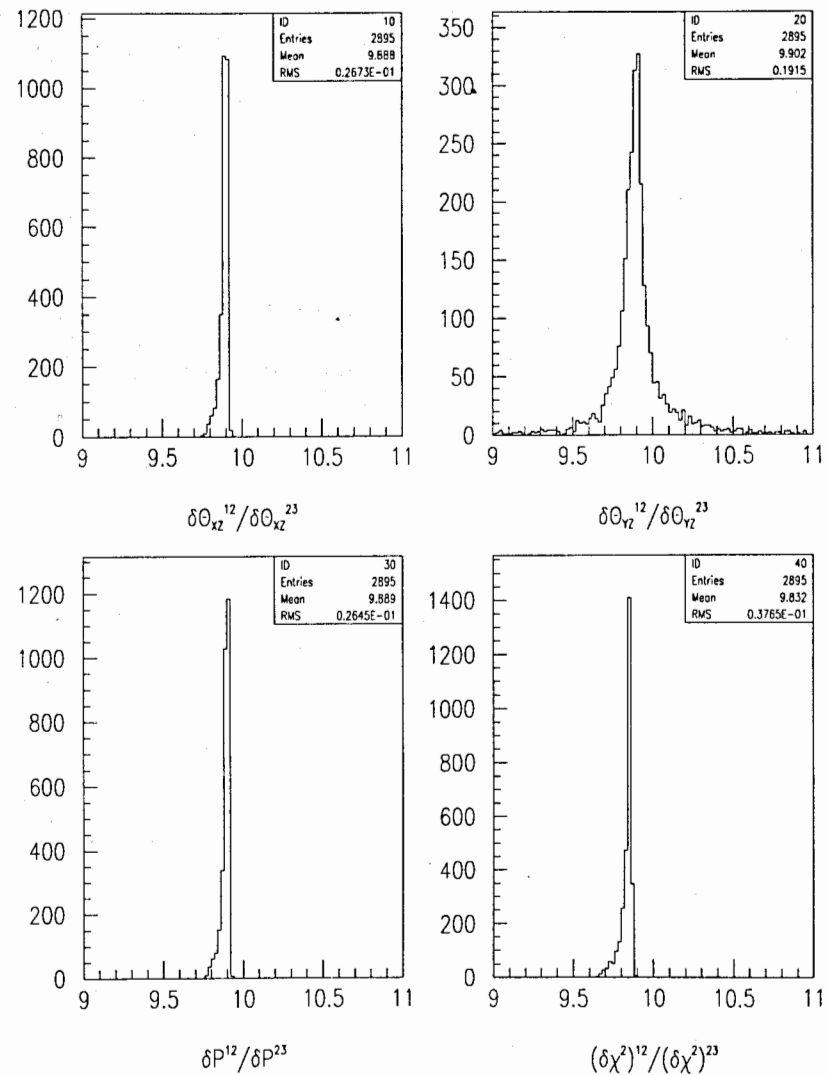 ID 10
Entries 2895
Mean 9.888
RMS 0.2673E-01
1200
1000
800
600
400
200
0
9 9.5 10 10.5 11
δΘXZ¹²/δΘXZ²³
ID 20
Entries 2895
Mean 9.902
RMS 0.1915
350
300
250
200
150
100
50
0
9 9.5 10 10.5 11
δΘYZ¹²/δΘYZ²³
ID 30
Entries 2895
Mean 9.889
RMS 0.2645E-01
1200
1000
800
600
400
200
0
9 9.5 10 10.5 11
δP¹²/δP²³
ID 40
Entries 2895
Mean 9.832
RMS 0.3765E-01
1400
1200
1000
800
600
400
200
0
9 9.5 10 10.5 11
(δχ²)¹²/(δχ²)²³